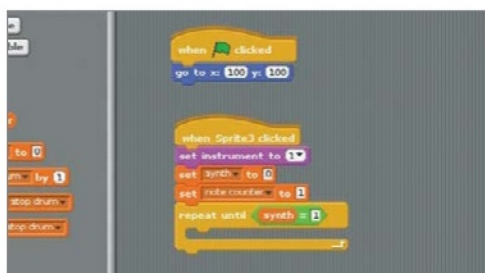 when clicked
go to x: 100 y: 100
when Sprite3 clicked
set instrument to 1
set synth to 0
set note counter to 1
repeat until synth = 1
to 0
by 1
stop drum
stop drum